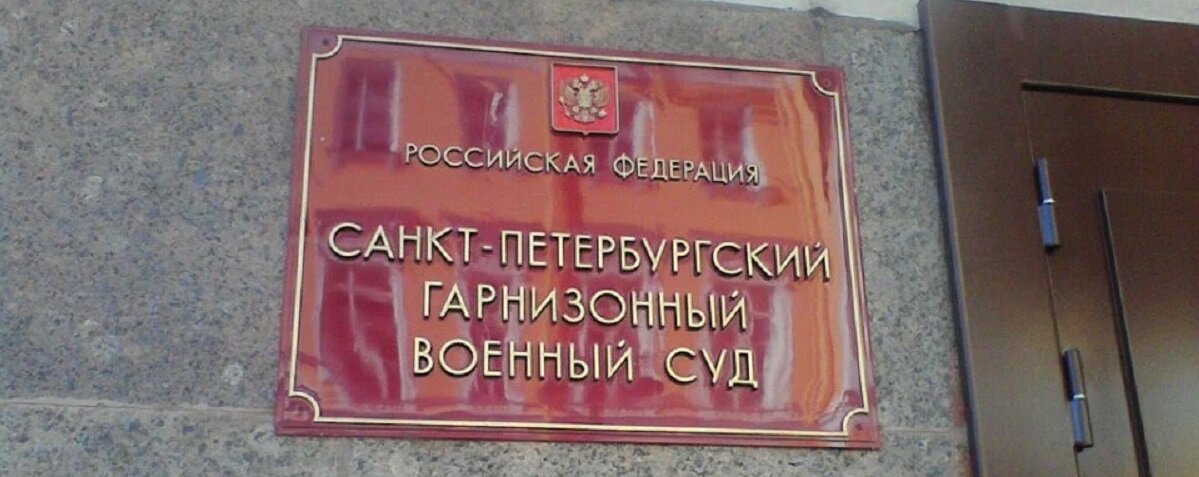 РОССИЙСКАЯ ФЕДЕРАЦИЯ
САНКТ-ПЕТЕРБУРГСКИЙ
ГАРНИЗОННЫЙ
ВОЕННЫЙ СУД